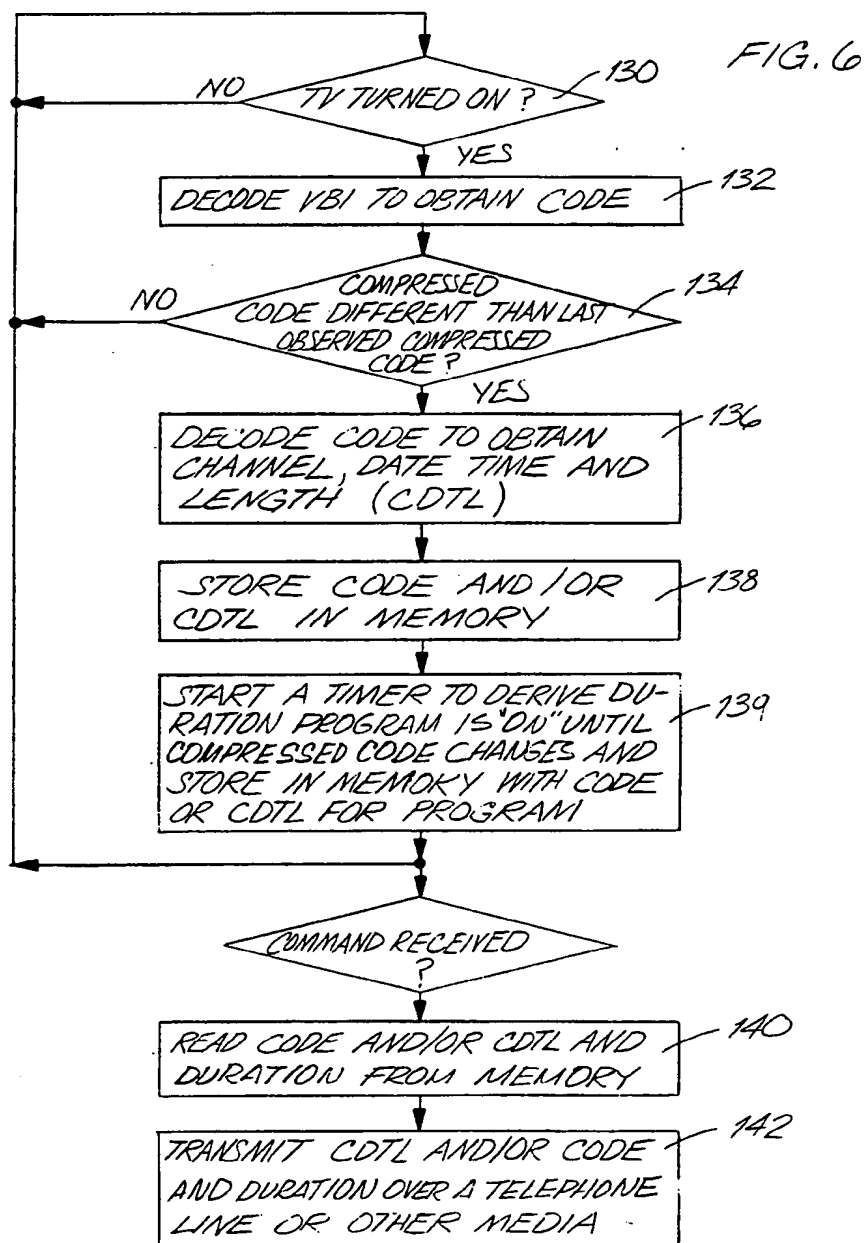 FIG. 6
130
TV TURNED ON ?
NO
YES
132
DECODE VBI TO OBTAIN CODE
134
COMPRESSED
CODE DIFFERENT THAN LAST
OBSERVED COMPRESSED
CODE ?
NO
YES
136
DECODE CODE TO OBTAIN
CHANNEL, DATE TIME AND
LENGTH (CDTL)
138
STORE CODE AND/OR
CDTL IN MEMORY
139
START A TIMER TO DERIVE DU-
RATION PROGRAM IS "ON" UNTIL
COMPRESSED CODE CHANGES AND
STORE IN MEMORY WITH CODE
OR CDTL FOR PROGRAM
COMMAND RECEIVED
?
140
READ CODE AND/OR CDTL AND
DURATION FROM MEMORY
142
TRANSMIT CDTL AND/OR CODE
AND DURATION OVER A TELEPHONE
LINE OR OTHER MEDIA